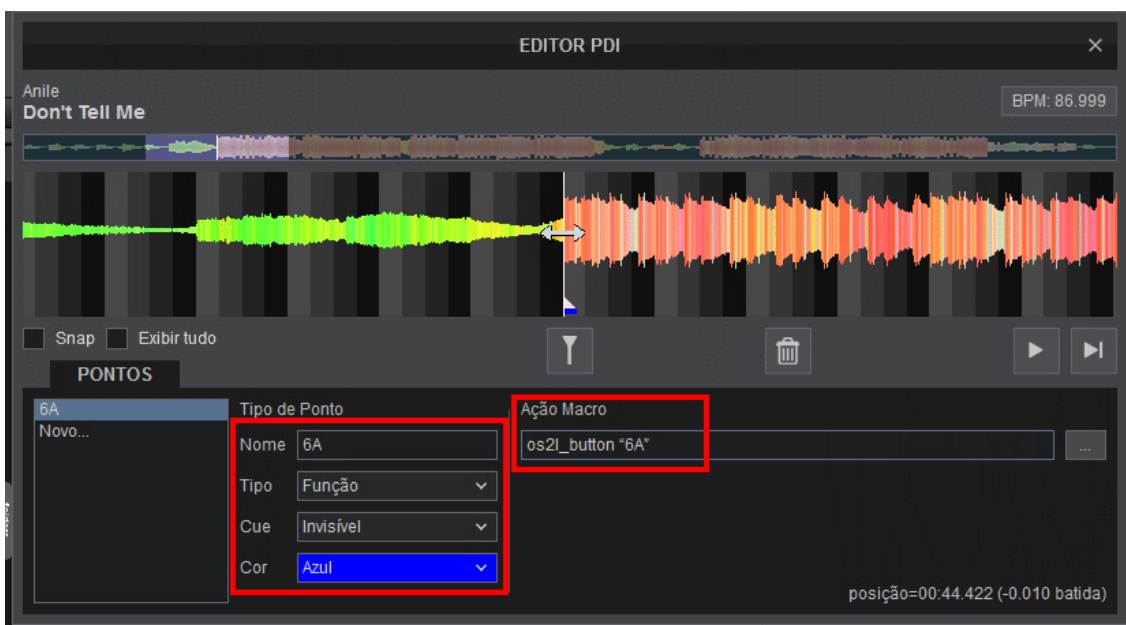 EDITOR PDI
Anile
Don't Tell Me
BPM: 86.999
Snap Exibir tudo
PONTOS
6A
Novo...
Tipo de Ponto
Nome 6A
Tipo Função
Cue Invisível
Cor Azul
Ação Macro
os2l_button “6A”
...
posição=00:44.422 (-0.010 batida)